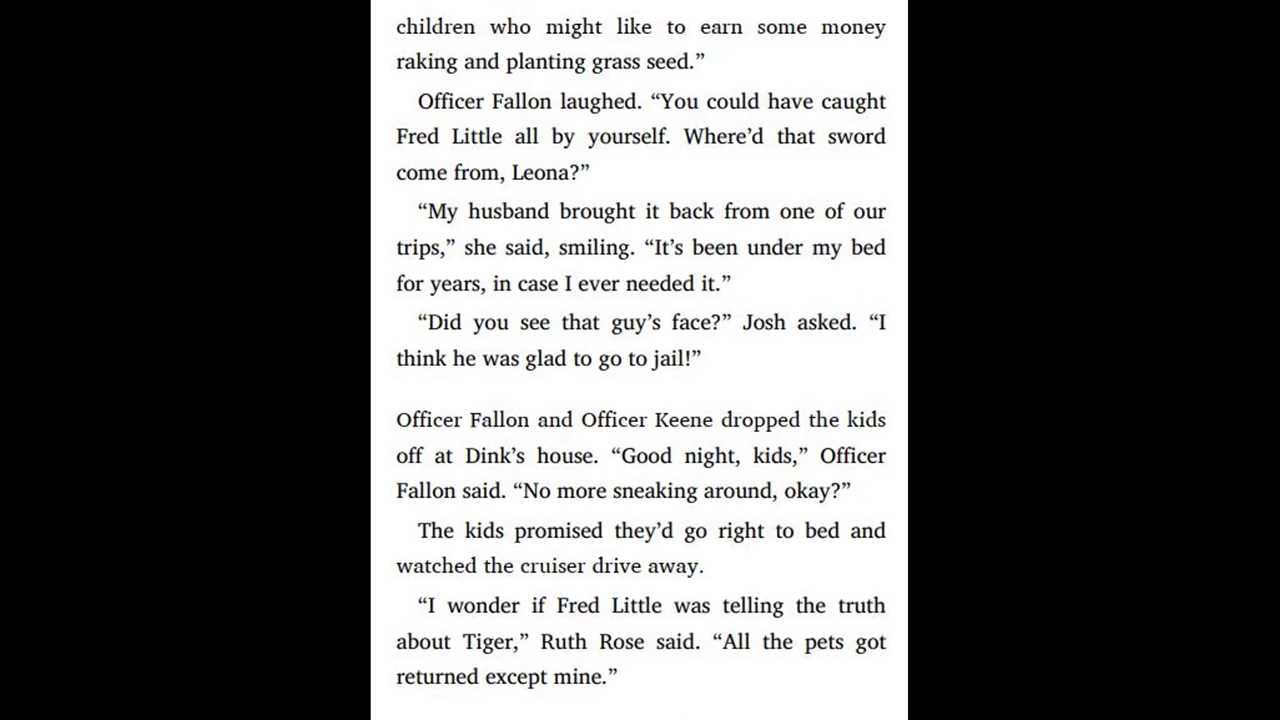 children who might like to earn some money
raking and planting grass seed.”
Officer Fallon laughed. “You could have caught
Fred Little all by yourself. Where’d that sword
come from, Leona?”
“My husband brought it back from one of our
trips,” she said, smiling. “It’s been under my bed
for years, in case I ever needed it.”
“Did you see that guy’s face?” Josh asked. “I
think he was glad to go to jail!”
Officer Fallon and Officer Keene dropped the kids
off at Dink’s house. “Good night, kids,” Officer
Fallon said. “No more sneaking around, okay?”
The kids promised they’d go right to bed and
watched the cruiser drive away.
“I wonder if Fred Little was telling the truth
about Tiger,” Ruth Rose said. “All the pets got
returned except mine.”